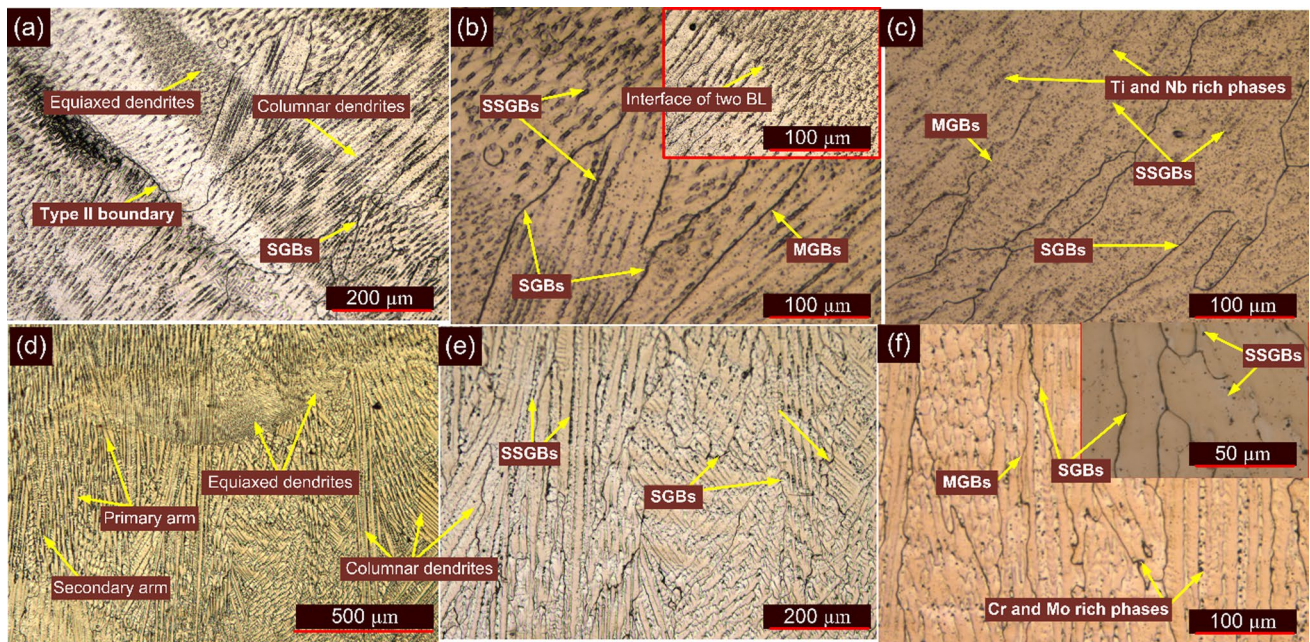 (a)
Equiaxed dendrites
Columnar dendrites
Type II boundary
SGBs
200 µm
(b)
SSGBs
Interface of two BL
100 µm
SGBs
MGBs
100 µm
(c)
Ti and Nb rich phases
MGBs
SSGBs
SGBs
100 µm
(d)
Equiaxed dendrites
Primary arm
Secondary arm
Columnar dendrites
500 µm
(e)
SSGBs
SGBs
200 µm
(f)
SSGBs
50 µm
SGBs
MGBs
Cr and Mo rich phases
100 µm